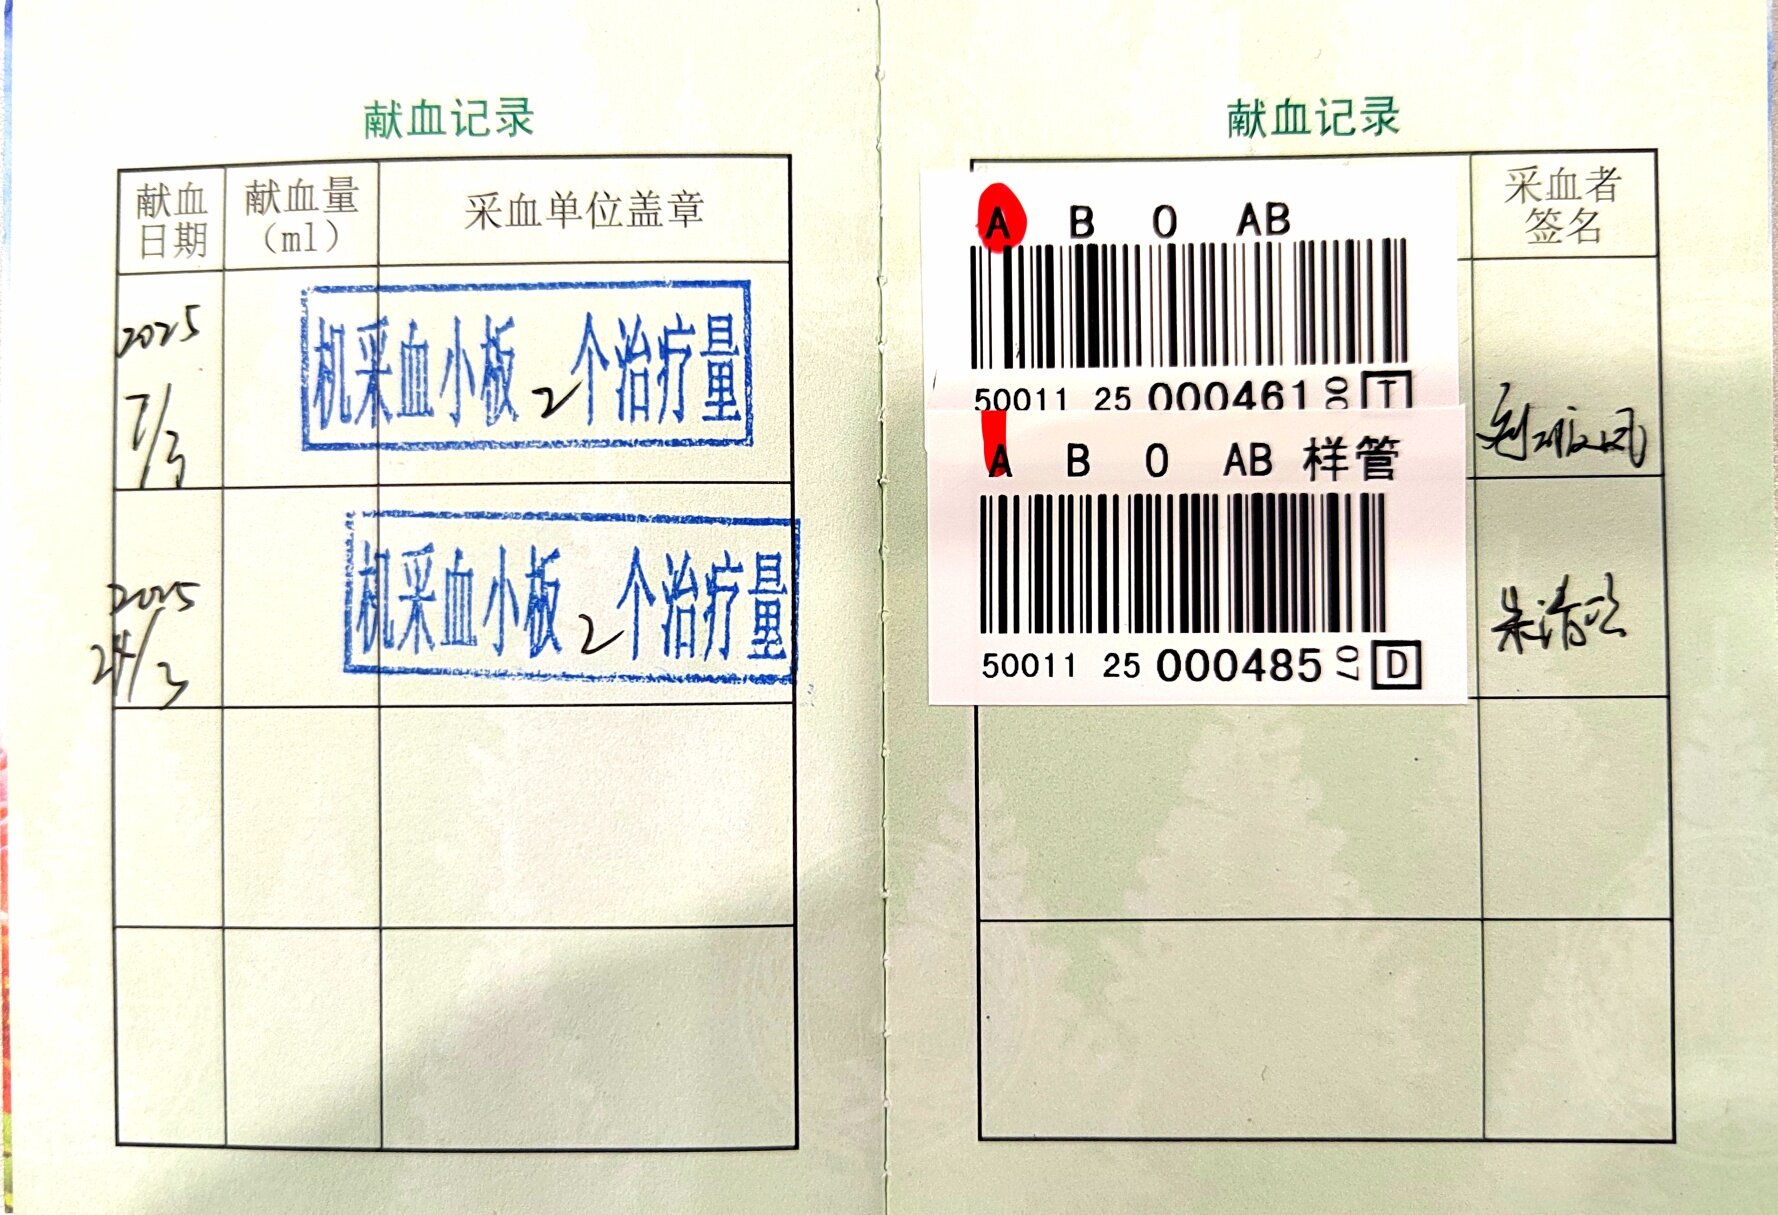 献血记录
献血日期
献血量(ml)
采血单位盖章
2025
7/3
机采血小板2个治疗量
2025
24/3
机采血小板2个治疗量
献血记录
采血者签名
A B O AB
50011 25 000461 00 T
A B O AB 样管
50011 25 000485 07 D